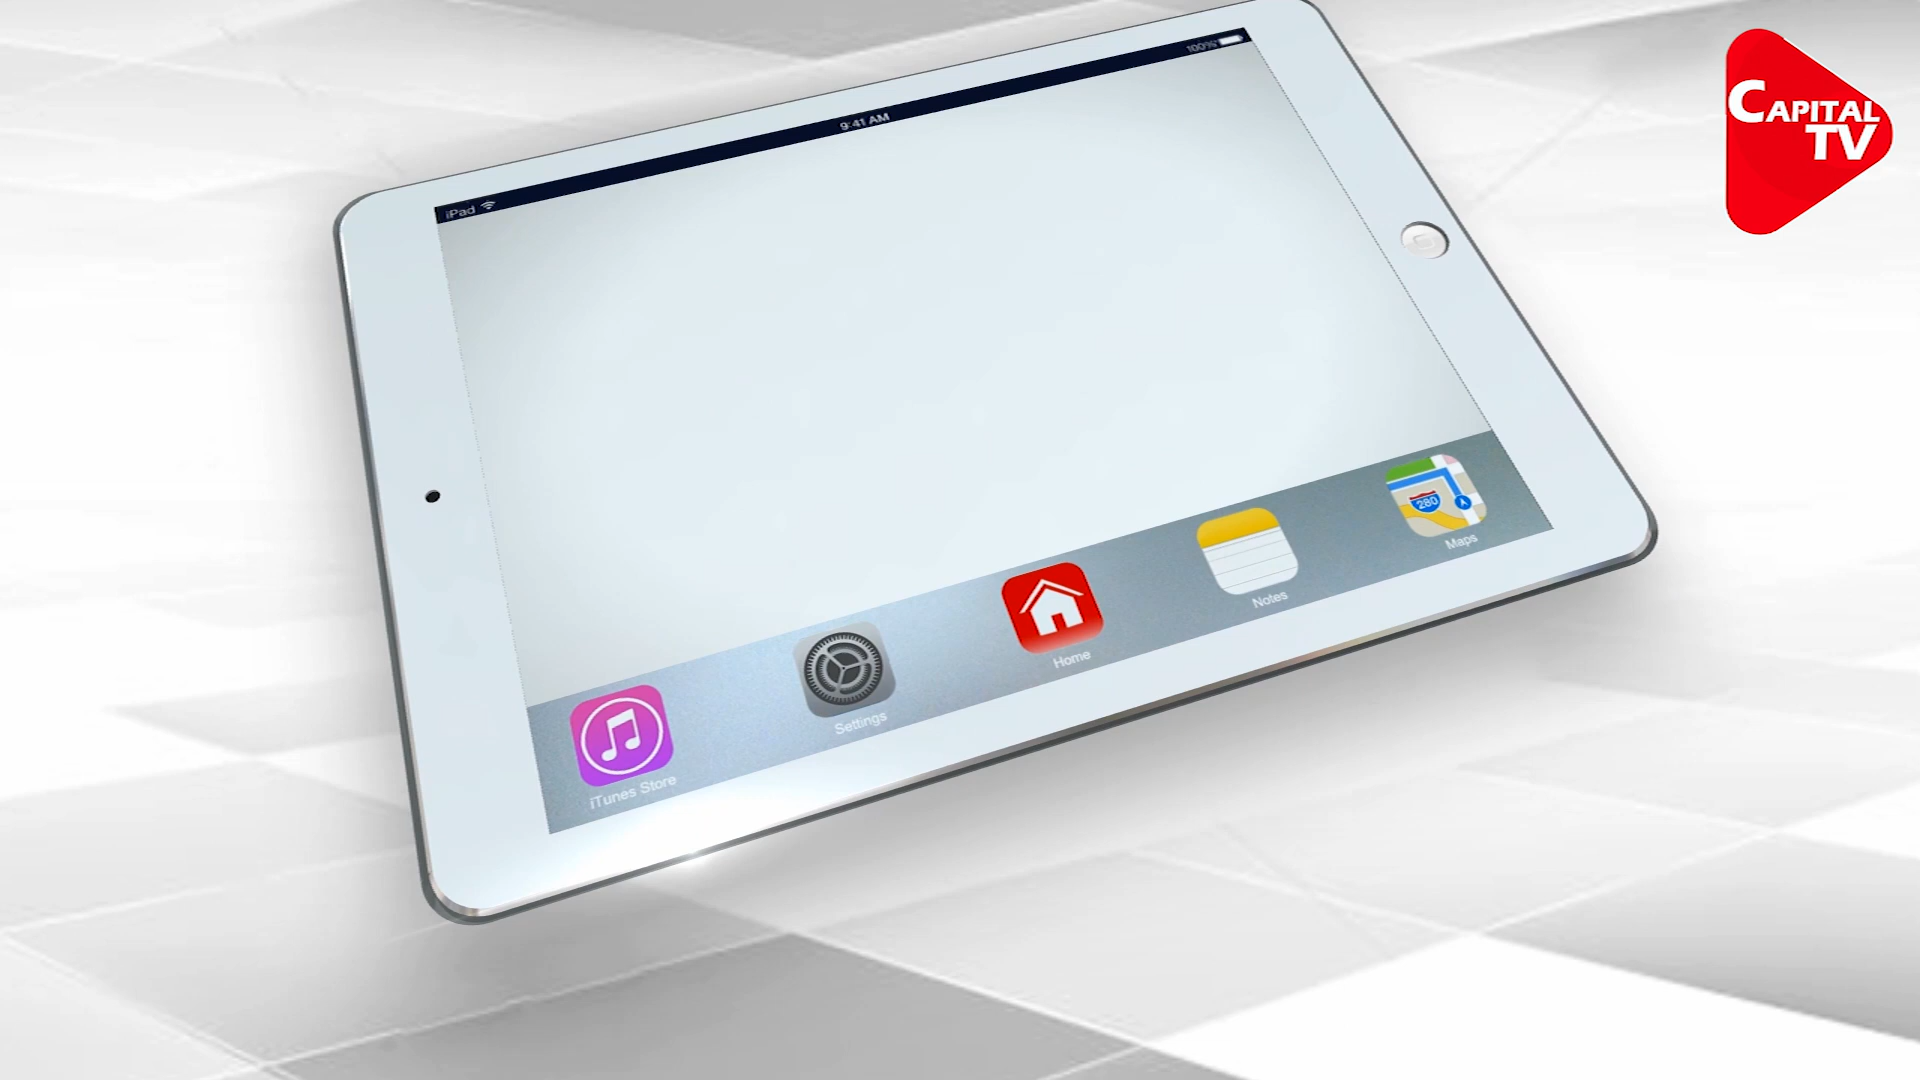 iPad
9:41 AM
100%
CAPITAL
TV
iTunes Store
Settings
Home
Notes
280
Maps